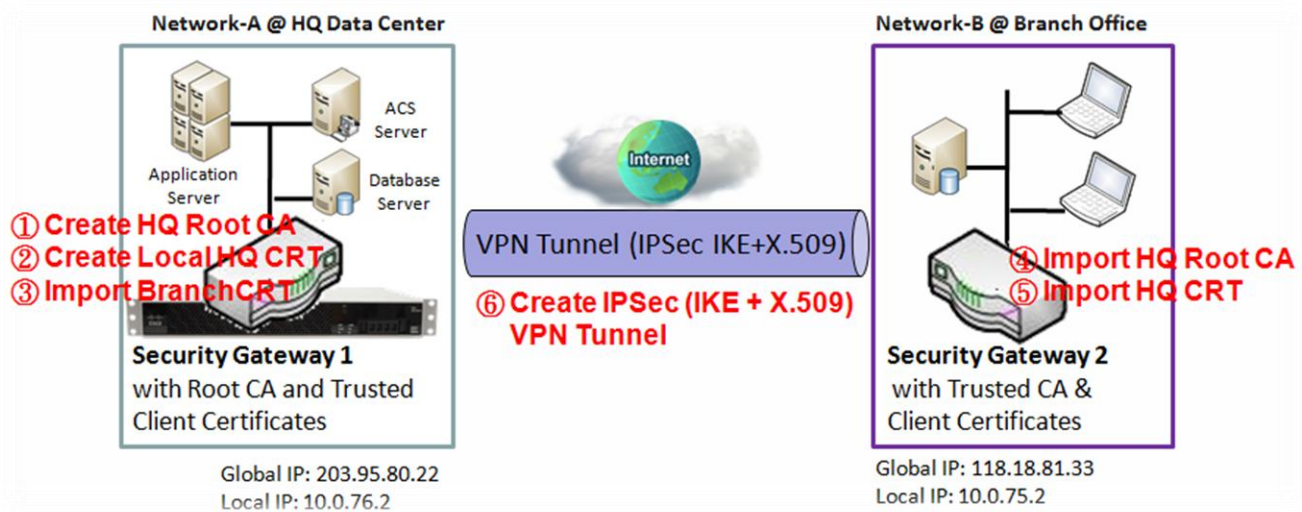 Network-A @ HQ Data Center
Network-B @ Branch Office
ACS
Server
Application
Server
Database
Server
Internet
① Create HQ Root CA
② Create Local HQ CRT
③ Import BranchCRT
VPN Tunnel (IPSec IKE+X.509)
④ Import HQ Root CA
⑤ Import HQ CRT
⑥ Create IPSec (IKE + X.509)
VPN Tunnel
Security Gateway 1
with Root CA and Trusted
Client Certificates
Security Gateway 2
with Trusted CA &
Client Certificates
Global IP: 203.95.80.22
Local IP: 10.0.76.2
Global IP: 118.18.81.33
Local IP: 10.0.75.2